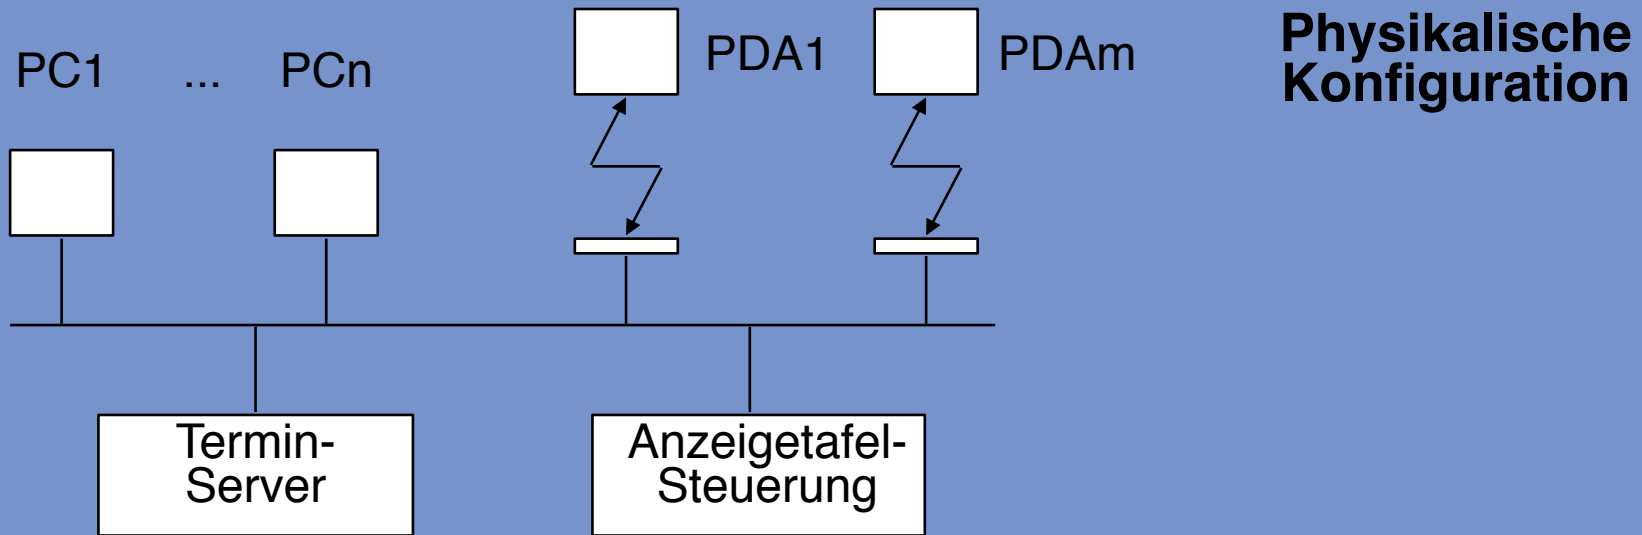 PC1 ... PCn
PDA1
PDAm
Physikalische
Konfiguration
Termin-
Server
Anzeigetafel-
Steuerung